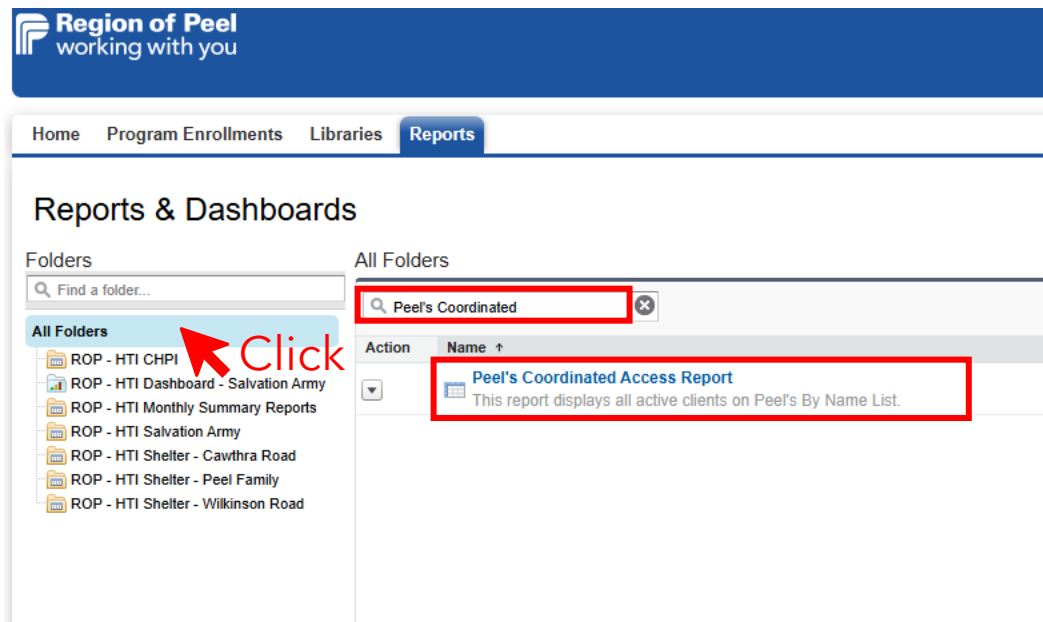 Region of Peel
working with you
Home Program Enrollments Libraries Reports
Reports & Dashboards
Folders
Find a folder...
All Folders
ROP - HTI CHPI
ROP - HTI Dashboard - Salvation Army
ROP - HTI Monthly Summary Reports
ROP - HTI Salvation Army
ROP - HTI Shelter - Cawthra Road
ROP - HTI Shelter - Peel Family
ROP - HTI Shelter - Wilkinson Road
Click
All Folders
Peel's Coordinated
Action Name ↑
Peel's Coordinated Access Report
This report displays all active clients on Peel's By Name List.